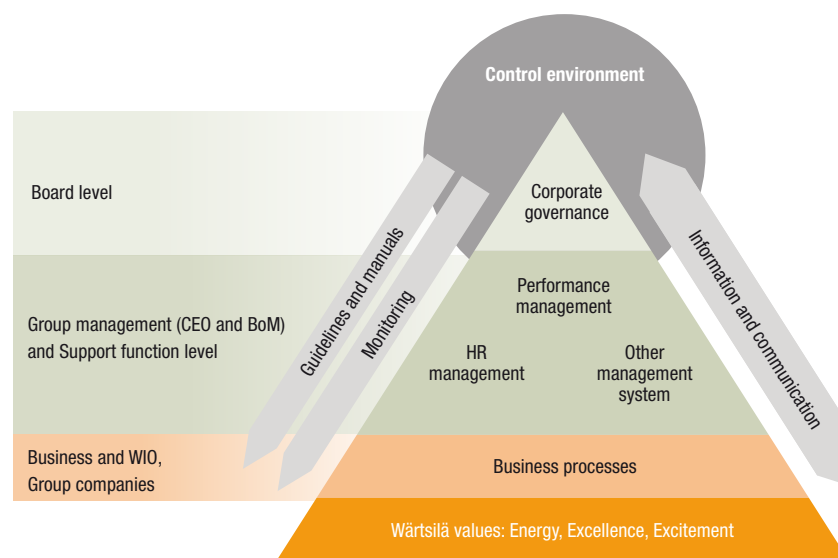 Control environment
Board level
Corporate
governance
Guidelines and manuals
Monitoring
Information and communication
Group management (CEO and BoM)
and Support function level
Performance
management
HR
management
Other
management
system
Business and WIO,
Group companies
Business processes
Wärtsilä values: Energy, Excellence, Excitement